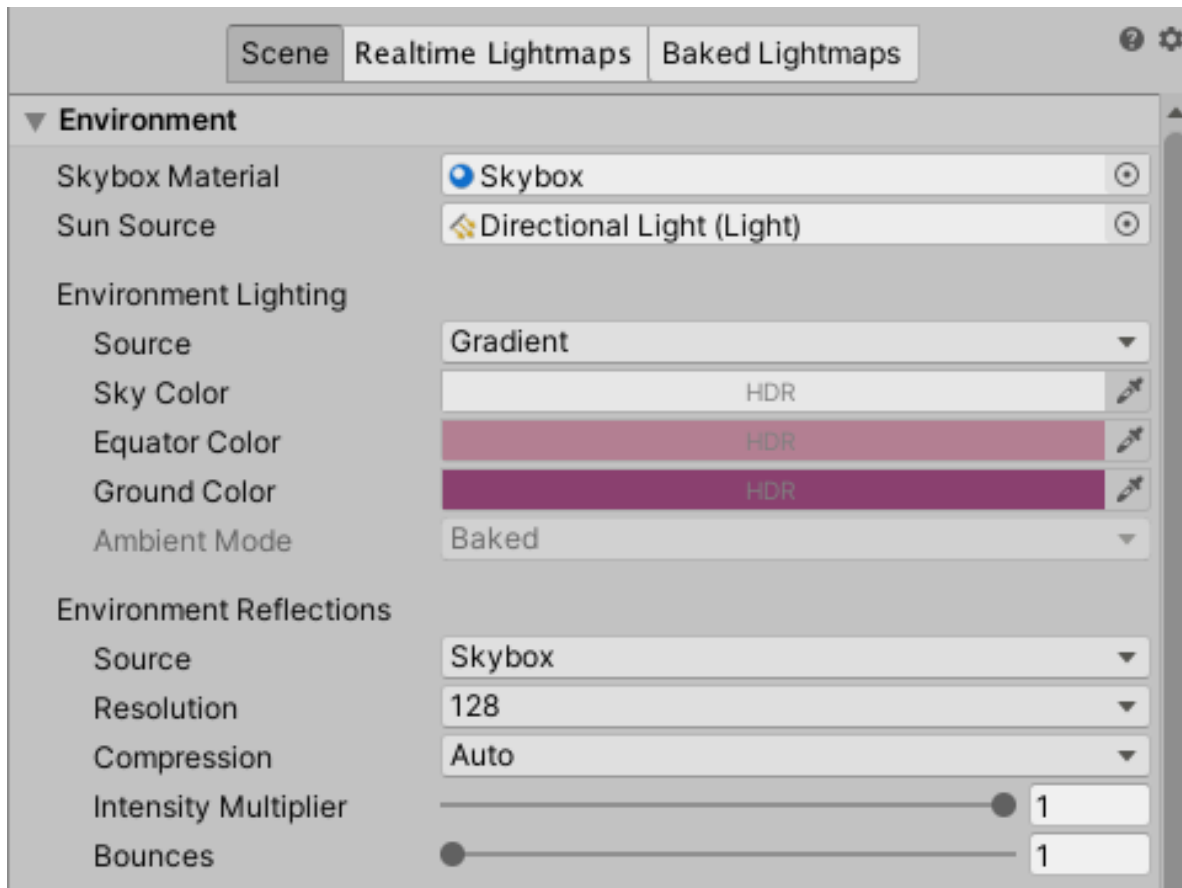 Scene Realtime Lightmaps Baked Lightmaps
Environment
Skybox Material Skybox
Sun Source Directional Light (Light)
Environment Lighting
Source Gradient
Sky Color HDR
Equator Color HDR
Ground Color HDR
Ambient Mode Baked
Environment Reflections
Source Skybox
Resolution 128
Compression Auto
Intensity Multiplier 1
Bounces 1